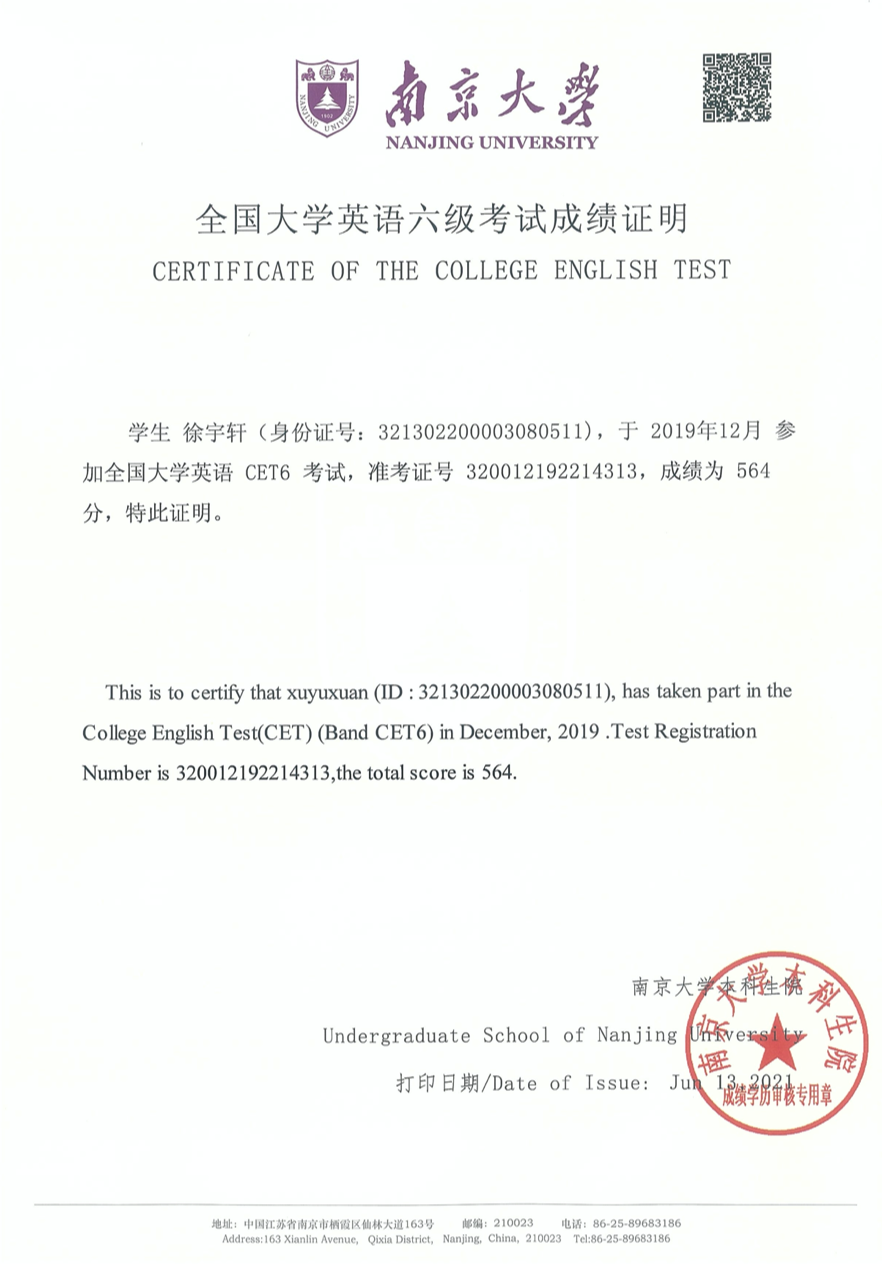 NANJING UNIVERSITY
1902
南京大學
NANJING UNIVERSITY
全国大学英语六级考试成绩证明
CERTIFICATE OF THE COLLEGE ENGLISH TEST
学生 徐宇轩（身份证号：321302200003080511），于 2019年12月 参
加全国大学英语 CET6 考试，准考证号 320012192214313，成绩为 564
分，特此证明。
This is to certify that xuyuxuan (ID : 321302200003080511), has taken part in the
College English Test(CET) (Band CET6) in December, 2019 .Test Registration
Number is 320012192214313,the total score is 564.
南京大学本科生院
Undergraduate School of Nanjing University
打印日期/Date of Issue: Jun 13,2021
南京大学本科生院
成绩学历审核专用章
地址：中国江苏省南京市栖霞区仙林大道163号 邮编：210023 电话：86-25-89683186
Address:163 Xianlin Avenue, Qixia District, Nanjing, China, 210023 Tel:86-25-89683186